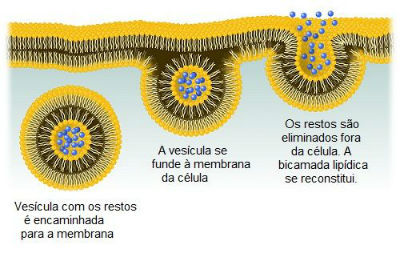 Vesícula com os restos
é encaminhada
para a membrana
A vesícula se
funde à membrana
da célula
Os restos são
eliminados fora
da célula. A
bicamada lipídica
se reconstitui.